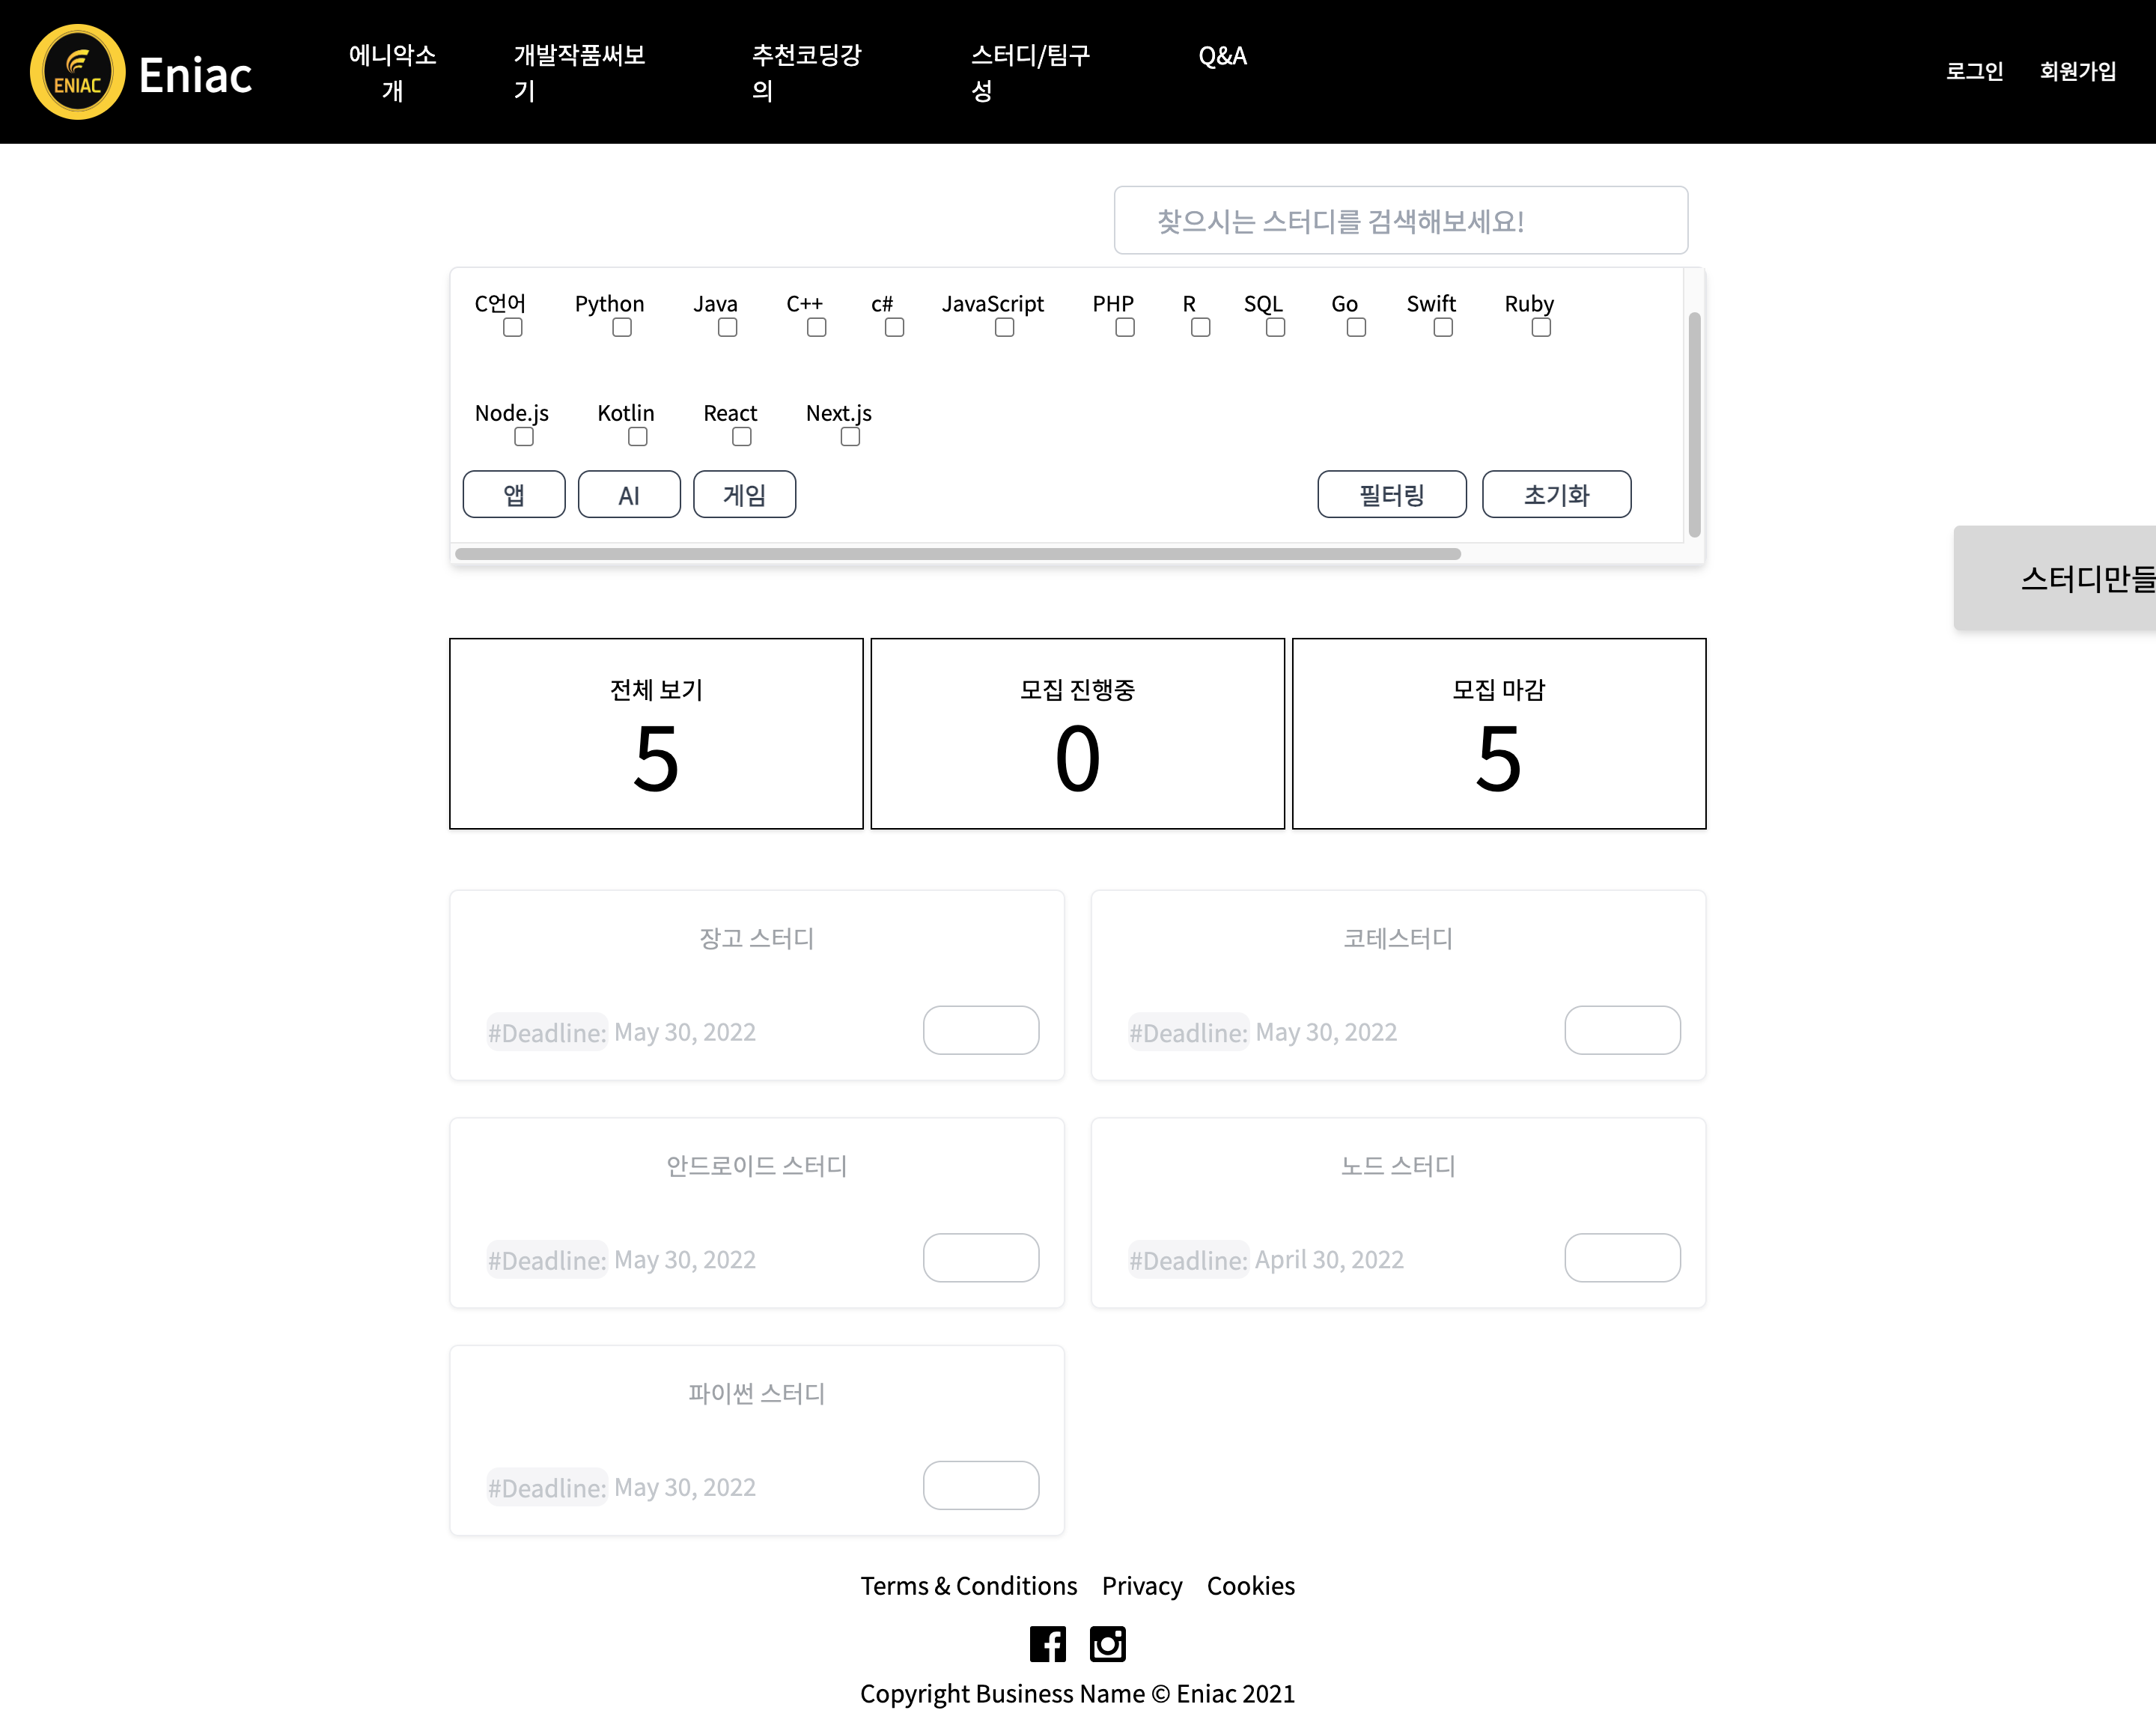 ENIAC
Eniac
에니악소
개
개발작품써보
기
추천코딩강
의
스터디/팀구
성
Q&A
로그인 회원가입
찾으시는 스터디를 검색해보세요!
C언어 Python Java C++ c# JavaScript PHP R SQL Go Swift Ruby
Node.js Kotlin React Next.js
앱 AI 게임 필터링 초기화
스터디만들
전체 보기 모집 진행중 모집 마감
5 0 5
장고 스터디 코테스터디
#Deadline: May 30, 2022 #Deadline: May 30, 2022
안드로이드 스터디 노드 스터디
#Deadline: May 30, 2022 #Deadline: April 30, 2022
파이썬 스터디
#Deadline: May 30, 2022
Terms & Conditions Privacy Cookies
Copyright Business Name © Eniac 2021